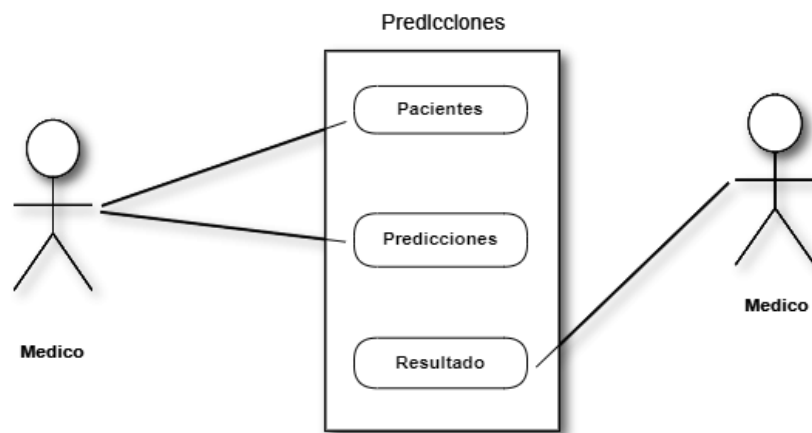 Predicciones
Pacientes
Predicciones
Medico
Resultado
Medico